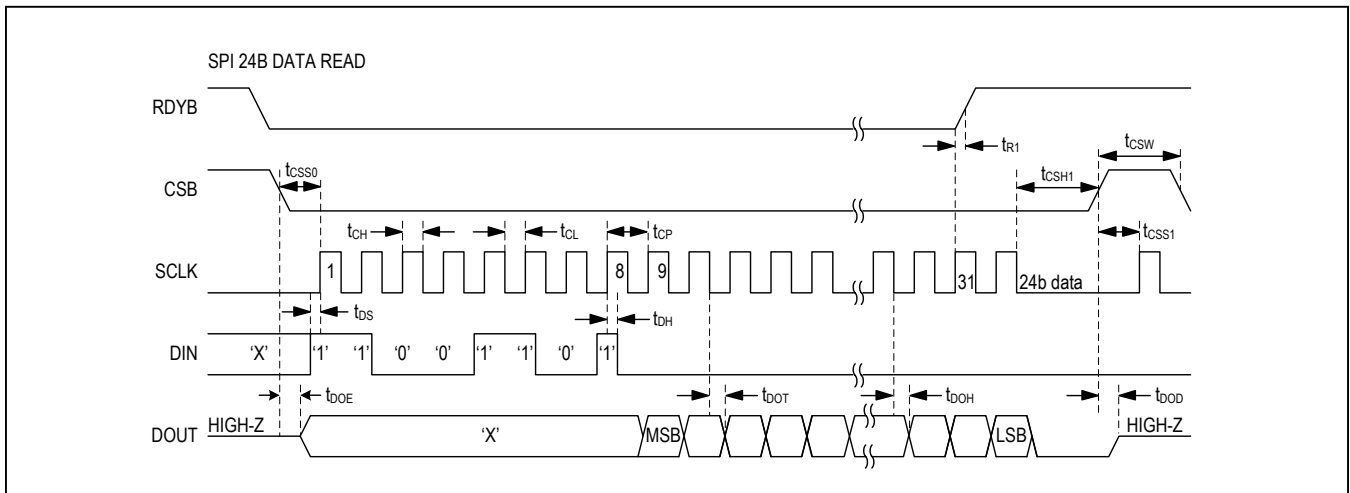 SPI 24B DATA READ
RDYB
tR1
tCSW
tCSS0
tCSH1
CSB
tCH
tCL
tCP
tCSS1
SCLK
1
8
9
31
24b data
tDS
tDH
DIN
‘X’
‘1’
‘1’
‘0’
‘0’
‘1’
‘1’
‘0’
‘1’
tDOE
tDOT
tDOH
tDOD
DOUT
HIGH-Z
‘X’
MSB
LSB
HIGH-Z